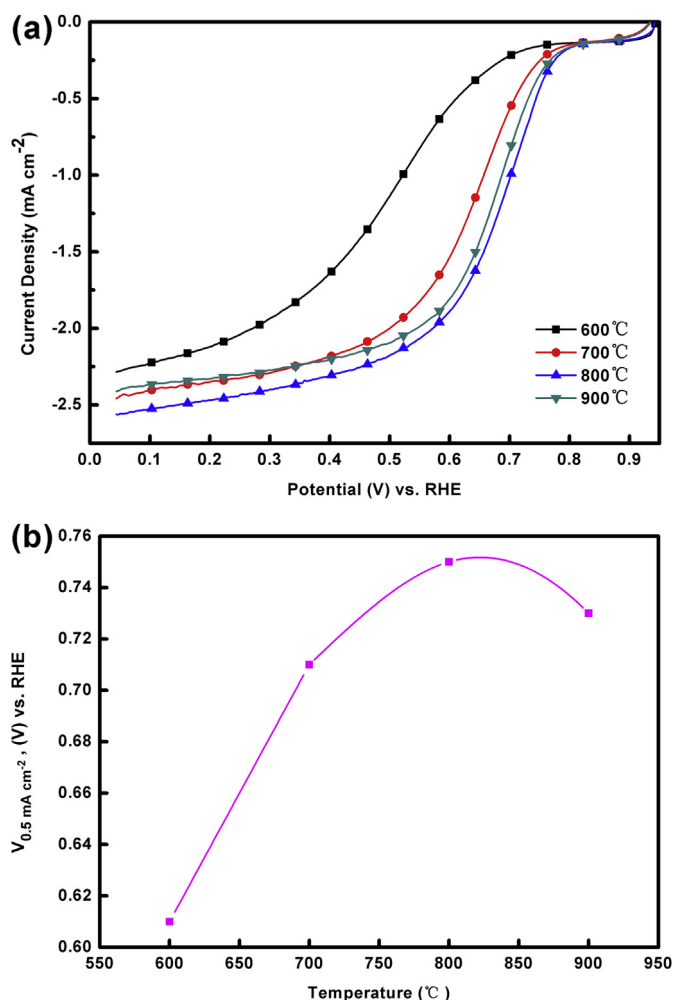 (a)
0.0
-0.5
-1.0
-1.5
-2.0
-2.5
Current Density (mA cm-2)
600℃
700℃
800℃
900℃
0.0 0.1 0.2 0.3 0.4 0.5 0.6 0.7 0.8 0.9
Potential (V) vs. RHE
(b)
0.76
0.74
0.72
0.70
0.68
0.66
0.64
0.62
0.60
V0.5 mA cm-2 , (V) vs. RHE
550 600 650 700 750 800 850 900 950
Temperature (℃)